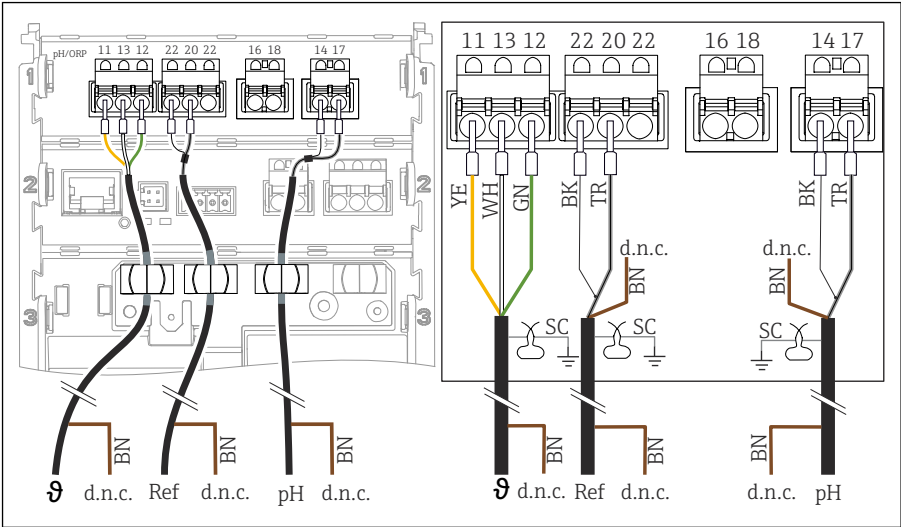 pH/ORP
11 13 12 22 20 22 16 18 14 17
1 1
2 2
3 3
BN BN BN
ϑ d.n.c. Ref d.n.c. pH d.n.c.
11 13 12 22 20 22 16 18 14 17
YE WH GN BK TR BK TR
d.n.c. d.n.c.
BN BN
SC SC SC
BN BN BN
ϑ d.n.c. Ref d.n.c. d.n.c. pH